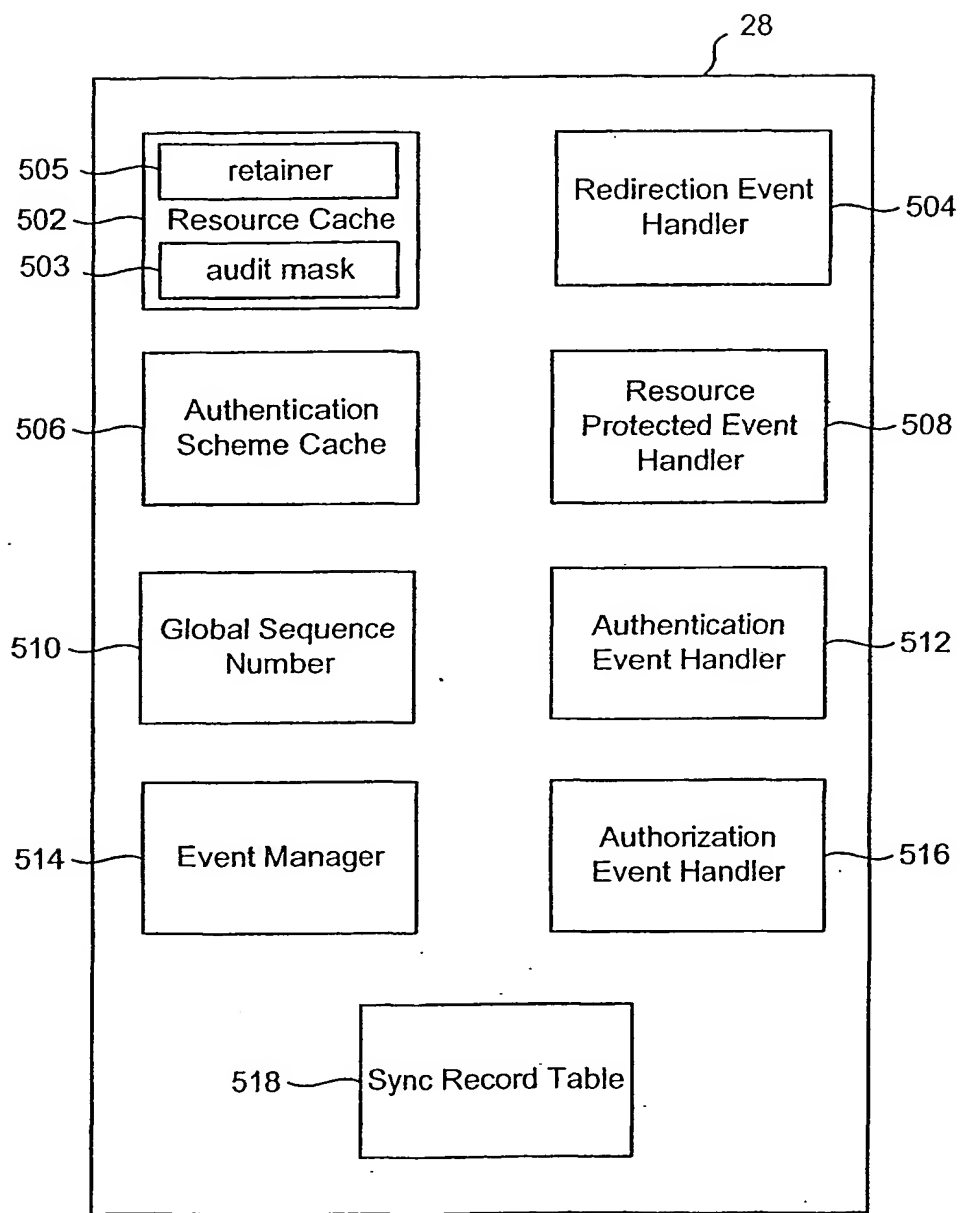 28
505
retainer
502
Resource Cache
503
audit mask
Redirection Event
Handler
504
506
Authentication
Scheme Cache
Resource
Protected Event
Handler
508
510
Global Sequence
Number
Authentication
Event Handler
512
514
Event Manager
Authorization
Event Handler
516
518
Sync Record Table